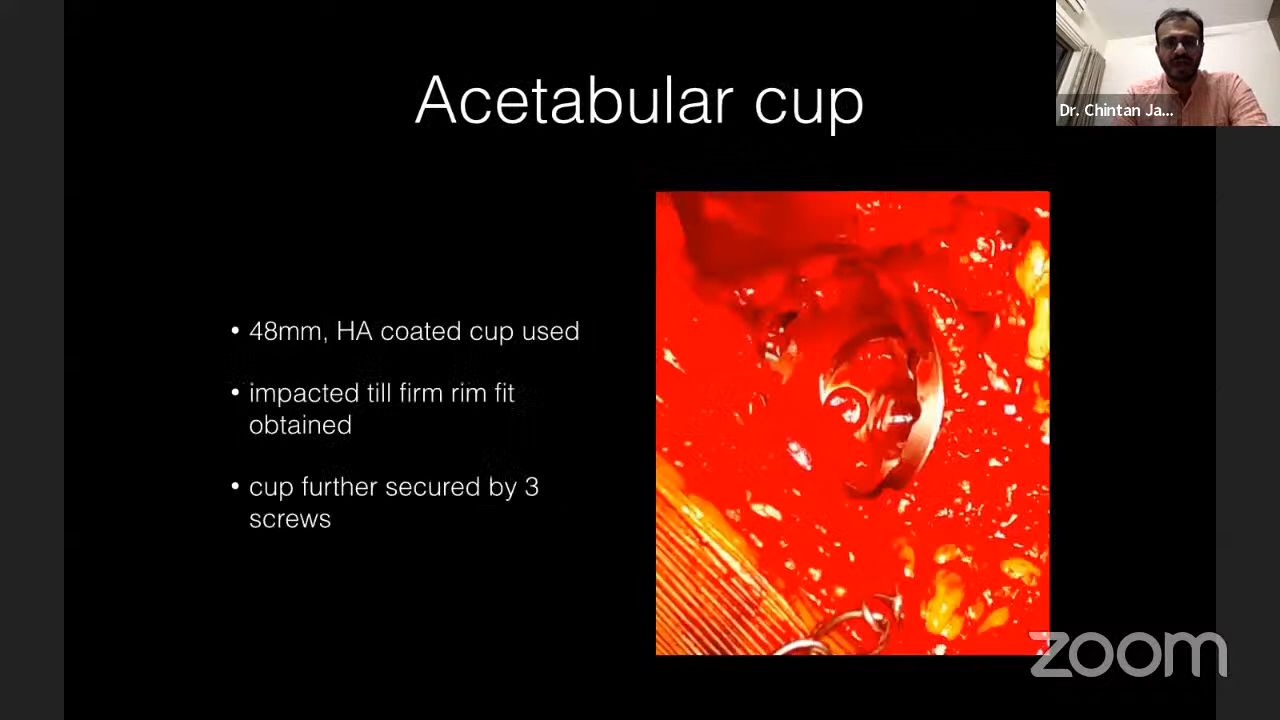 Acetabular cup
Dr. Chintan Ja...
• 48mm, HA coated cup used
• impacted till firm rim fit
obtained
• cup further secured by 3
screws
zoom